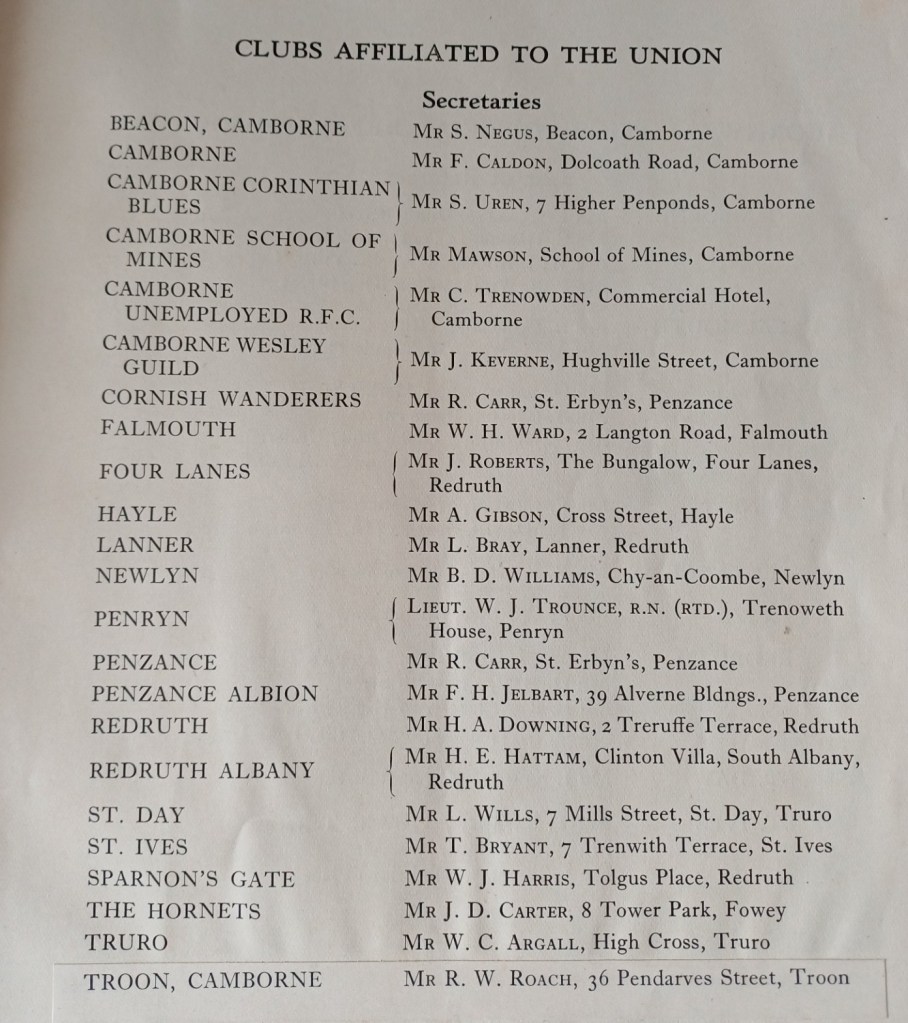 CLUBS AFFILIATED TO THE UNION
Secretaries
BEACON, CAMBORNE MR S. NEGUS, Beacon, Camborne
CAMBORNE MR F. CALDON, Dolcoath Road, Camborne
CAMBORNE CORINTHIAN
BLUES MR S. UREN, 7 Higher Penponds, Camborne
CAMBORNE SCHOOL OF
MINES MR MAWSON, School of Mines, Camborne
CAMBORNE MR C. TRENOWDEN, Commercial Hotel,
UNEMPLOYED R.F.C. Camborne
CAMBORNE WESLEY
GUILD MR J. KEVERNE, Hughville Street, Camborne
CORNISH WANDERERS MR R. CARR, St. Erbyn's, Penzance
FALMOUTH MR W. H. WARD, 2 Langton Road, Falmouth
FOUR LANES MR J. ROBERTS, The Bungalow, Four Lanes,
Redruth
HAYLE MR A. GIBSON, Cross Street, Hayle
LANNER MR L. BRAY, Lanner, Redruth
NEWLYN MR B. D. WILLIAMS, Chy-an-Coombe, Newlyn
PENRYN LIEUT. W. J. TROUNCE, R.N. (RTD.), Trenoweth
House, Penryn
PENZANCE MR R. CARR, St. Erbyn's, Penzance
PENZANCE ALBION MR F. H. JELBART, 39 Alverne Bldngs., Penzance
REDRUTH MR H. A. DOWNING, 2 Treruffe Terrace, Redruth
REDRUTH ALBANY MR H. E. HATTAM, Clinton Villa, South Albany,
Redruth
ST. DAY MR L. WILLS, 7 Mills Street, St. Day, Truro
ST. IVES MR T. BRYANT, 7 Trenwith Terrace, St. Ives
SPARNON'S GATE MR W. J. HARRIS, Tolgus Place, Redruth
THE HORNETS MR J. D. CARTER, 8 Tower Park, Fowey
TRURO MR W. C. ARGALL, High Cross, Truro
TROON, CAMBORNE MR R. W. ROACH, 36 Pendarves Street, Troon